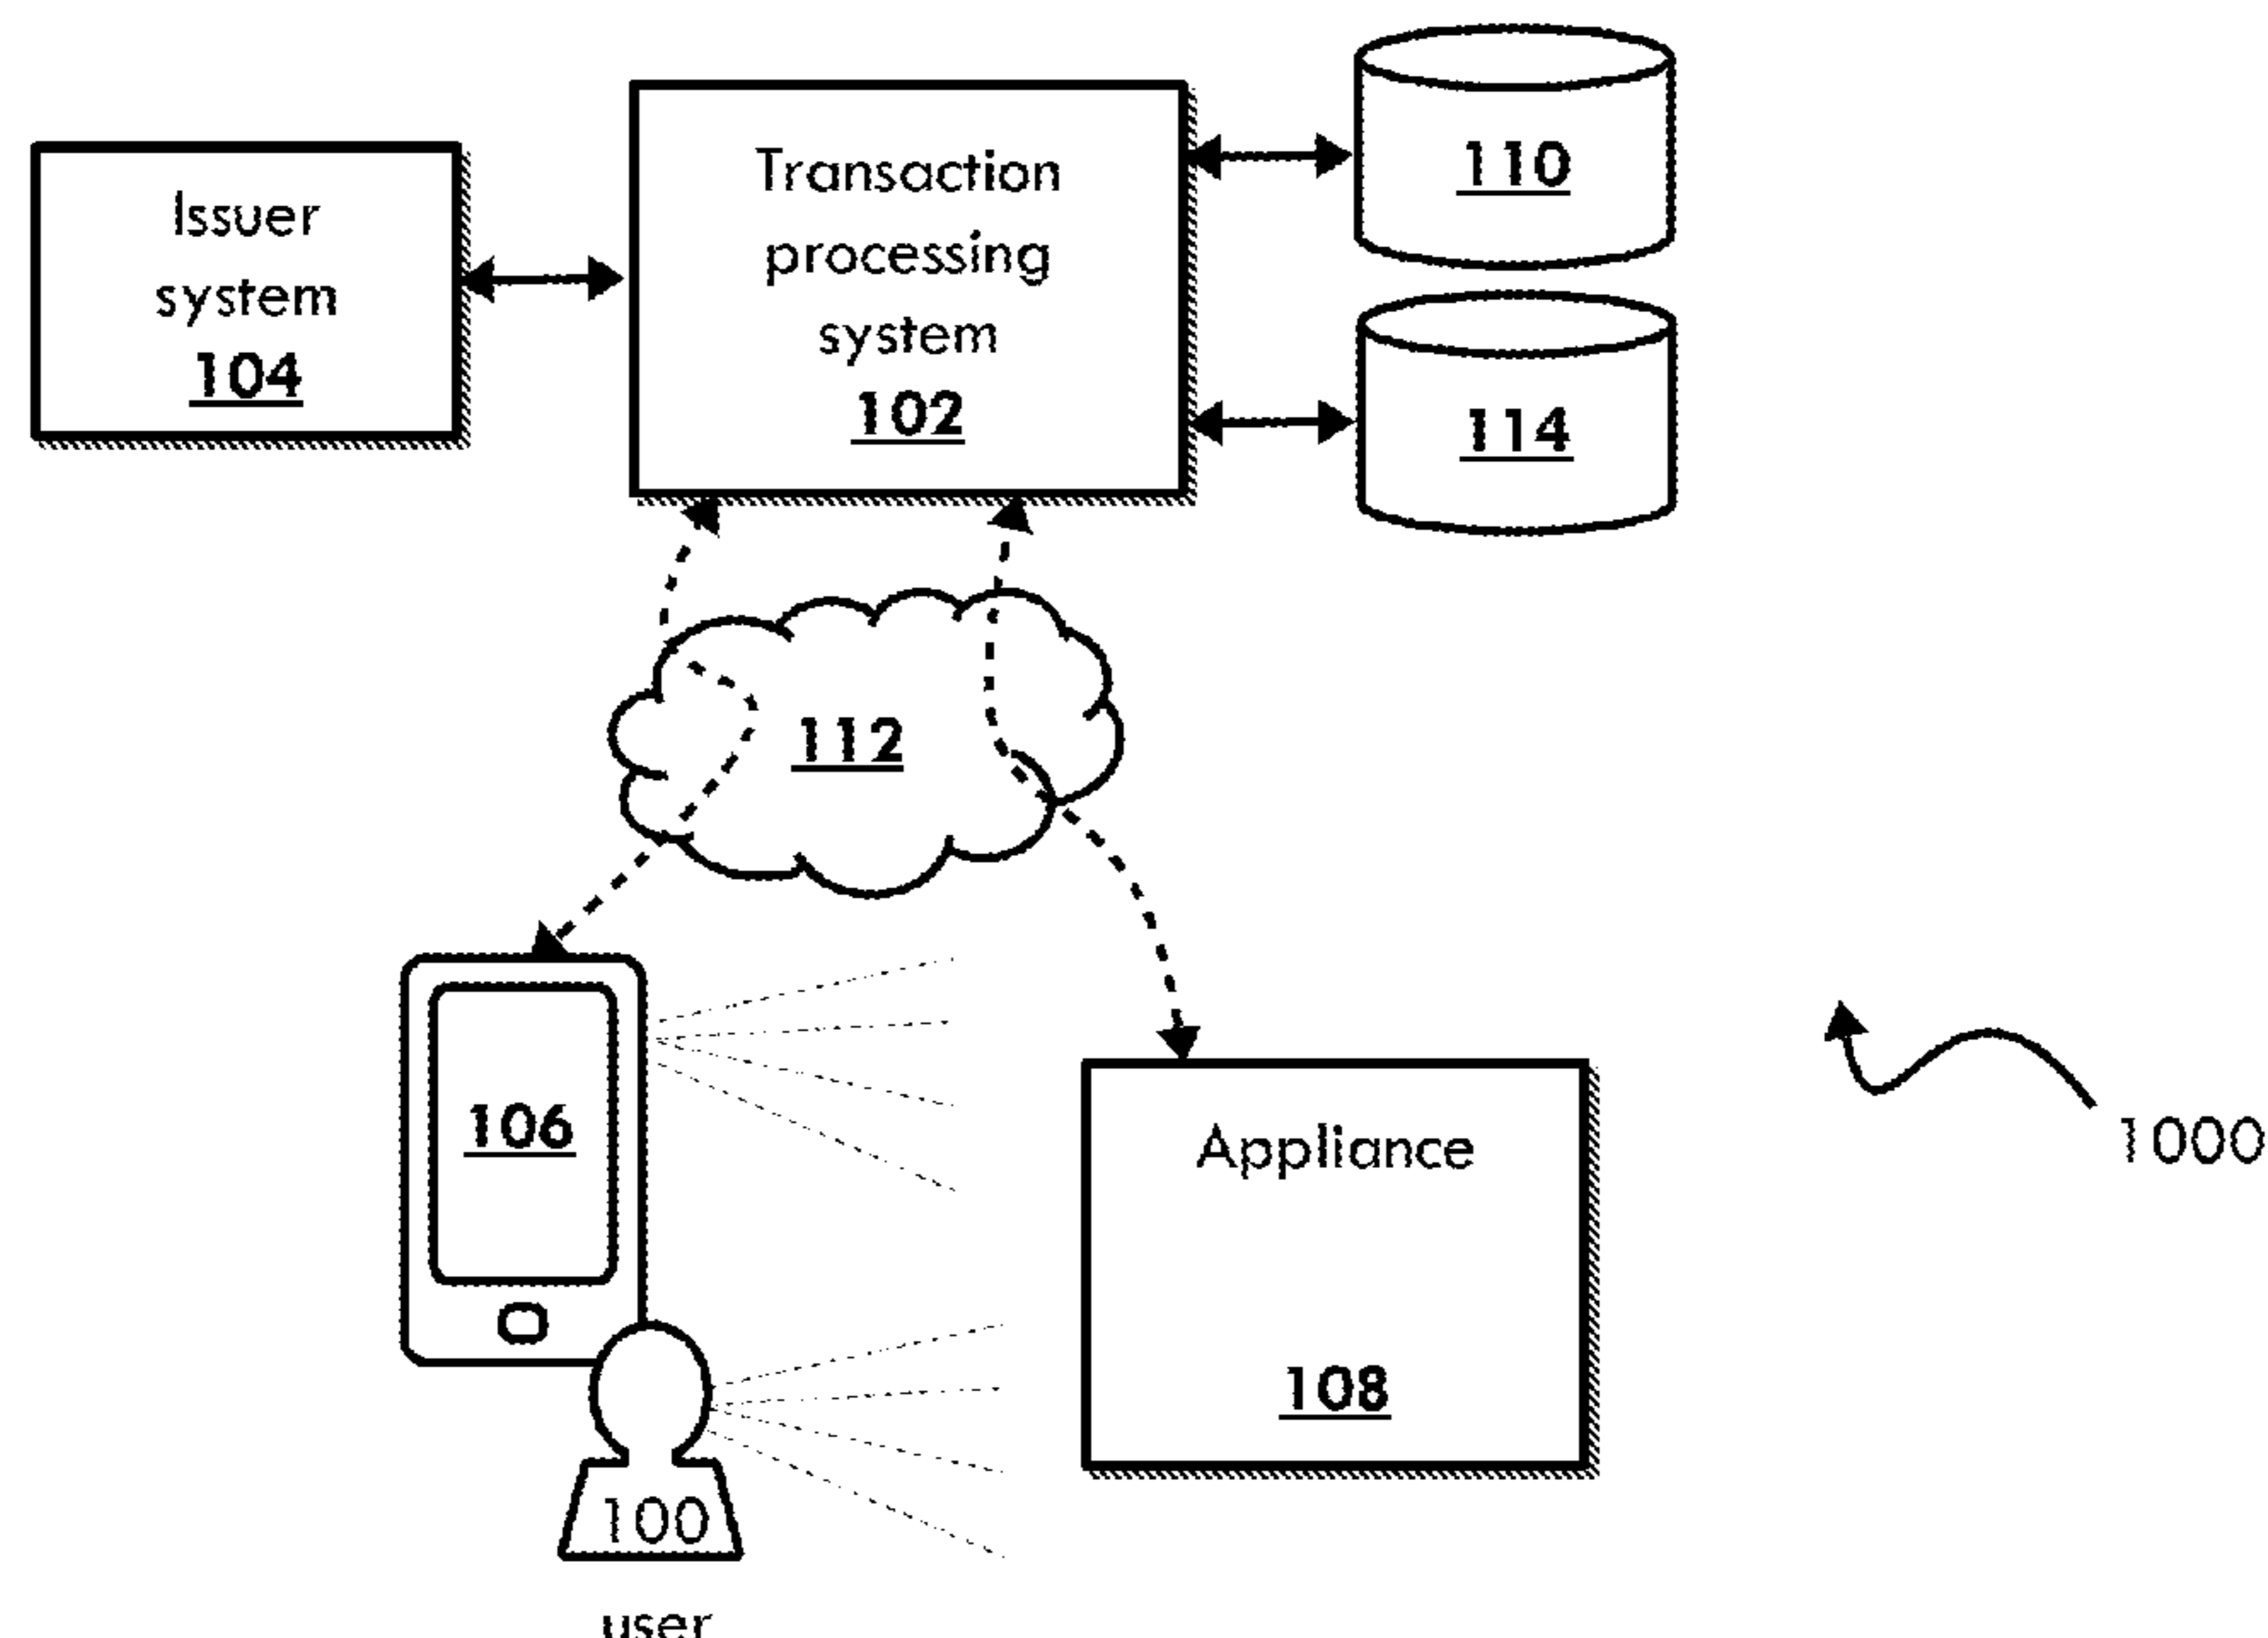 Issuer
system
104
Transaction
processing
system
102
110
114
112
106
Appliance
108
1000
100
user